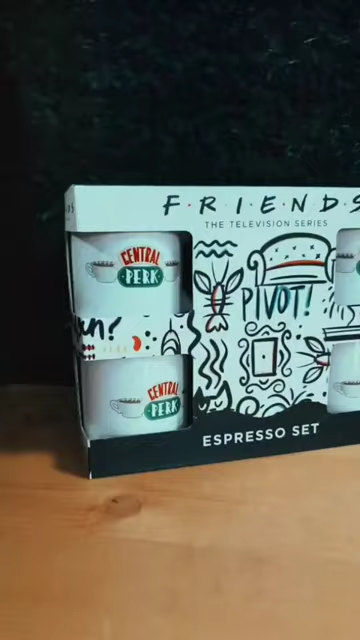 F·R·I·E·N·D·S
THE TELEVISION SERIES
CENTRAL
PERK
PIVOT!
CENTRAL
PERK
ESPRESSO SET